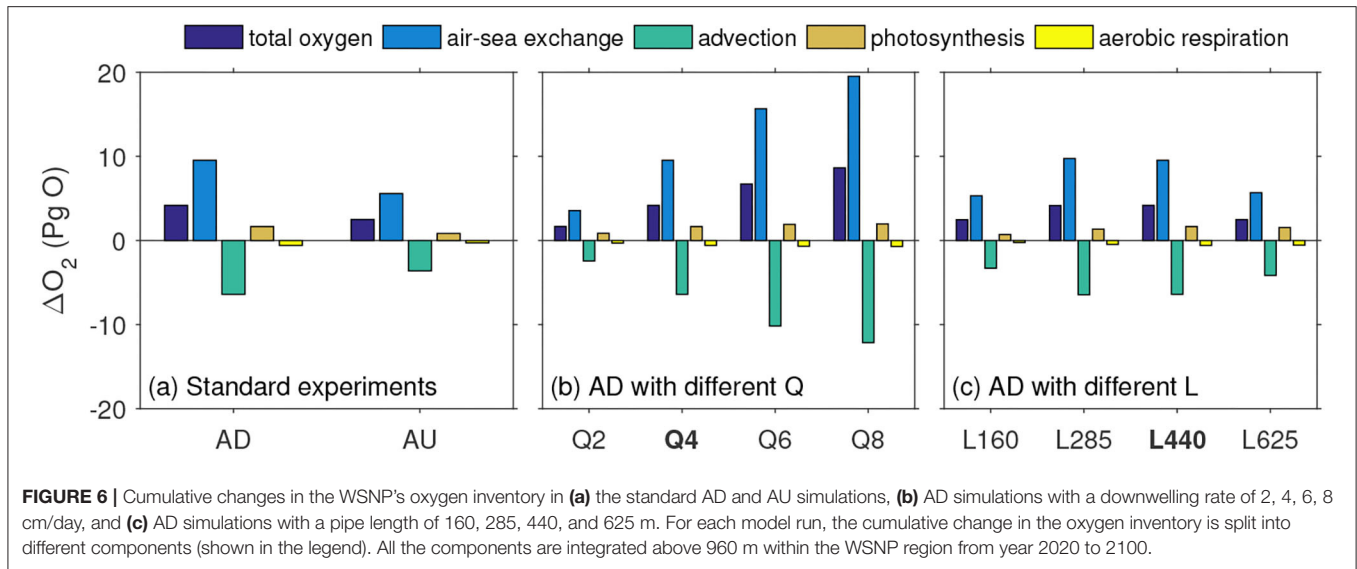 total oxygen air-sea exchange advection photosynthesis aerobic respiration
20
10
0
-10
-20
ΔO₂ (Pg O)
(a) Standard experiments
(b) AD with different Q
(c) AD with different L
AD AU Q2 Q4 Q6 Q8 L160 L285 L440 L625
FIGURE 6 | Cumulative changes in the WSNP's oxygen inventory in (a) the standard AD and AU simulations, (b) AD simulations with a downwelling rate of 2, 4, 6, 8
cm/day, and (c) AD simulations with a pipe length of 160, 285, 440, and 625 m. For each model run, the cumulative change in the oxygen inventory is split into
different components (shown in the legend). All the components are integrated above 960 m within the WSNP region from year 2020 to 2100.